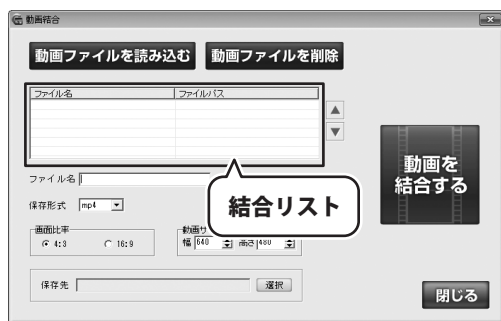 動画結合
動画ファイルを読み込む 動画ファイルを削除
ファイル名 ファイルパス
▲
▼
ファイル名
動画を
結合する
結合リスト
保存形式 mp4
画面比率
4:3 16:9
動画サ
幅 640 高さ 480
保存先 選択
閉じる